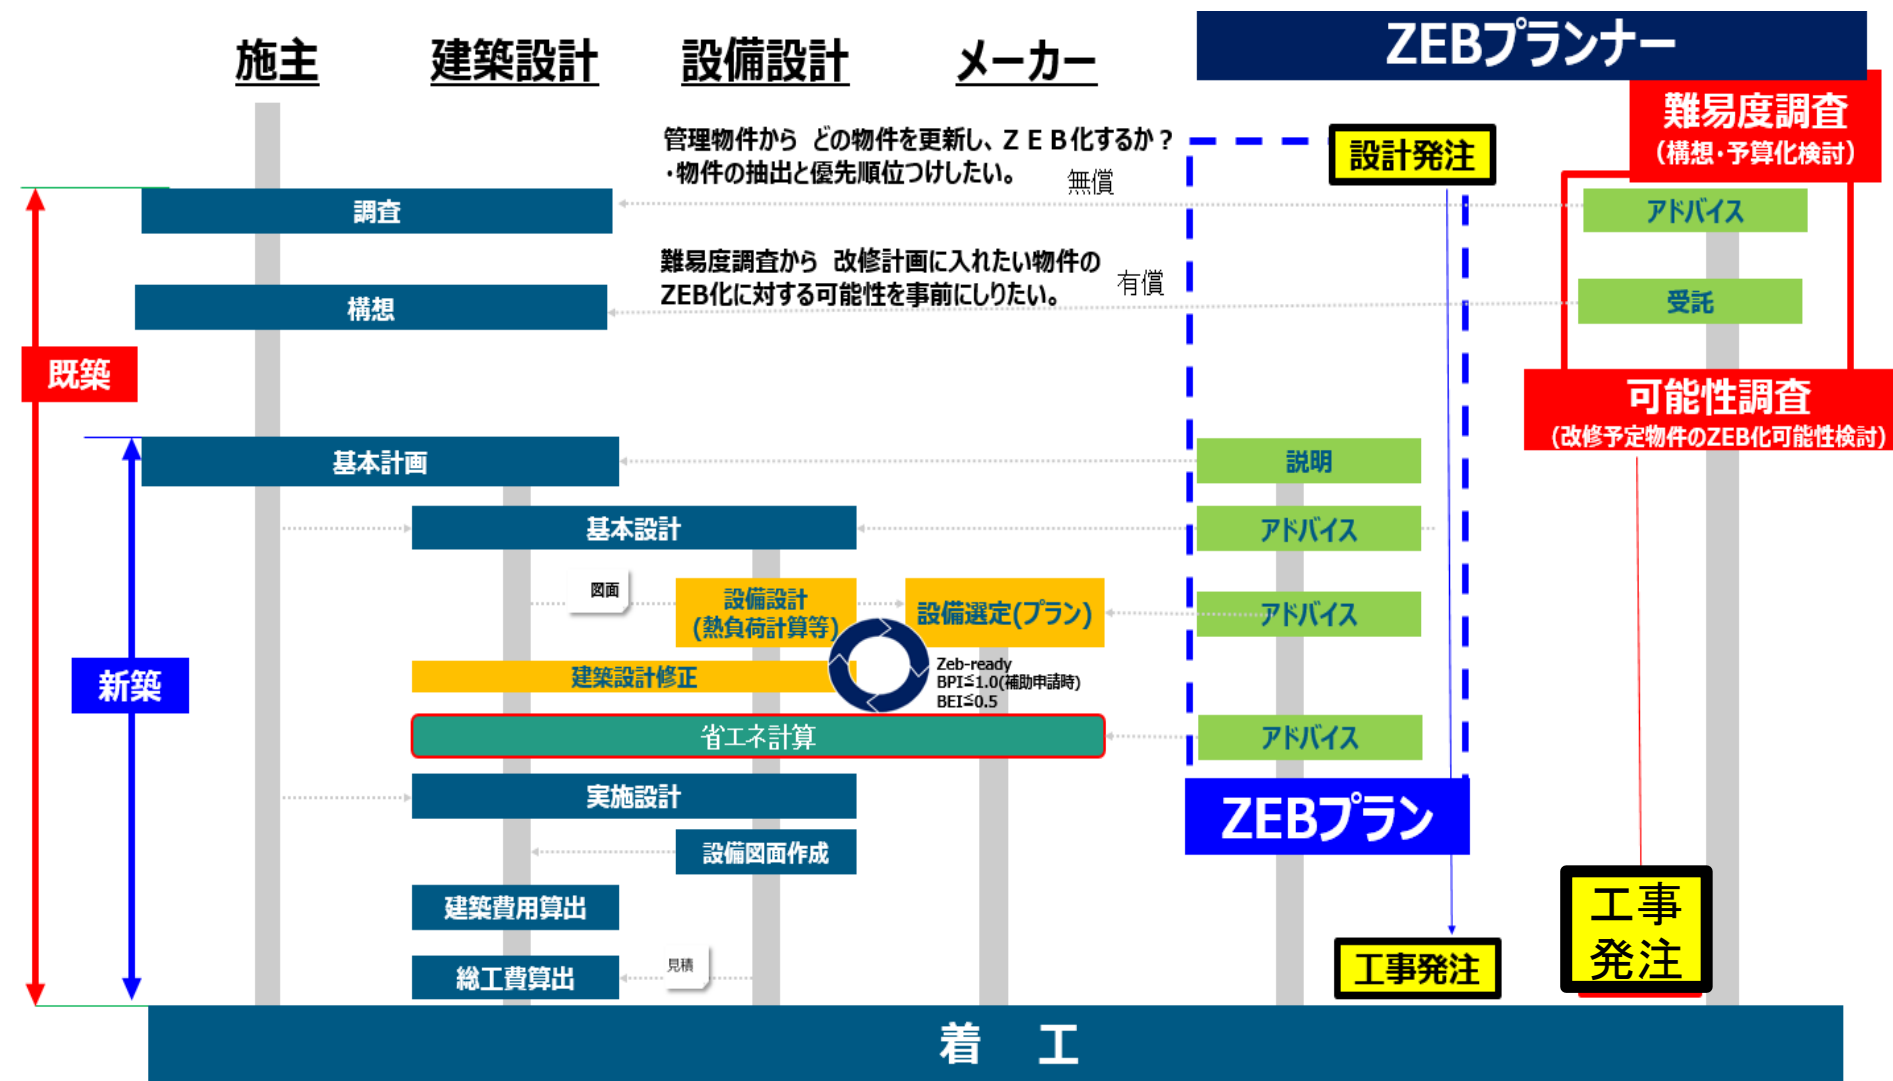 施主
建築設計
設備設計
メーカー
ZEBプランナー
難易度調査
(構想・予算化検討)
管理物件から どの物件を更新し、ZEB化するか?
・物件の抽出と優先順位つけしたい。
無償
設計発注
調査
アドバイス
難易度調査から 改修計画に入れたい物件の
ZEB化に対する可能性を事前にしりたい。
有償
構想
受託
既築
可能性調査
(改修予定物件のZEB化可能性検討)
基本計画
説明
基本設計
アドバイス
図面
設備設計
(熱負荷計算等)
設備選定(プラン)
アドバイス
建築設計修正
Zeb-ready
BPI≦1.0(補助申請時)
BEI≦0.5
新築
省エネ計算
アドバイス
実施設計
ZEBプラン
設備図面作成
建築費用算出
工事
発注
総工費算出
見積
工事発注
着 工